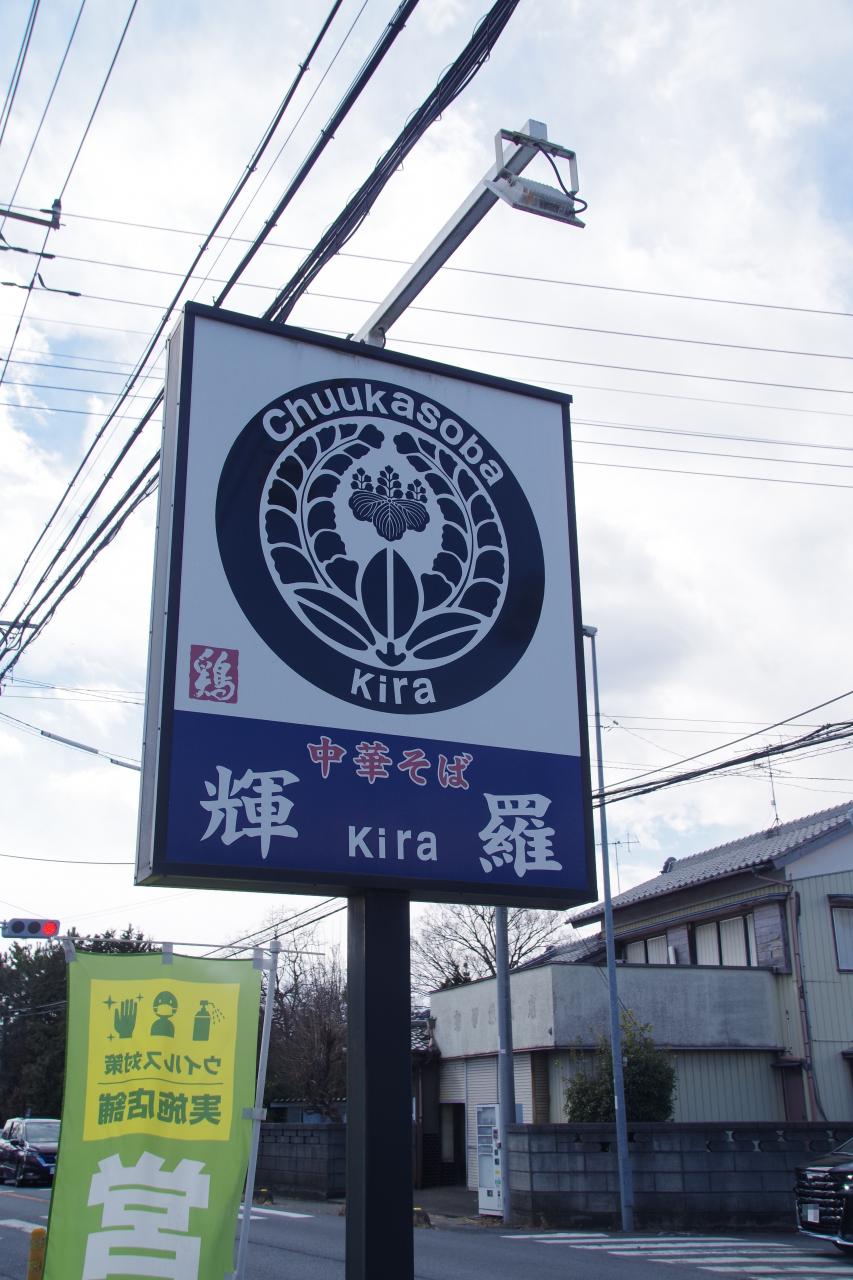 Chuukasoba
Kira
鶏
中華そば
輝 Kira 羅
ウイルス対策
実施店舗
営